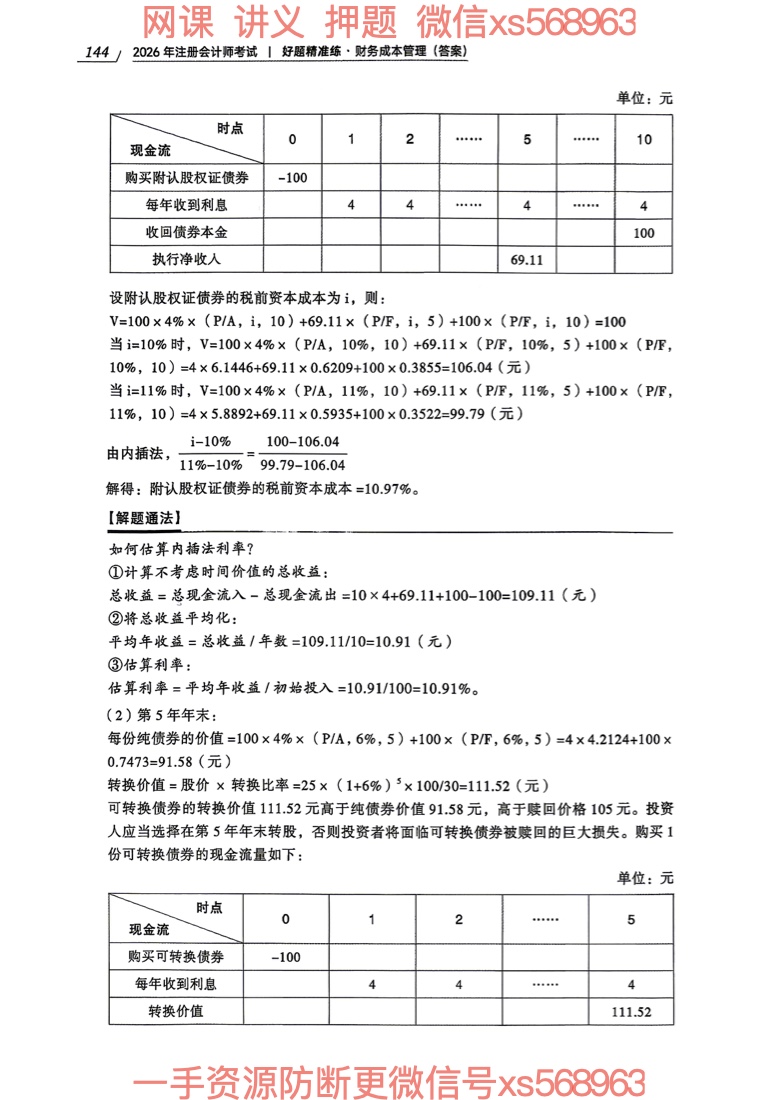 网课 讲义 押题 微信xs568963
144 / 2026年注册会计师考试 | 好题精准练·财务成本管理（答案）
单位：元
时点 0 1 2 …… 5 …… 10
现金流
购买附认股权证债券 -100
每年收到利息 4 4 …… 4 …… 4
收回债券本金 100
执行净收入 69.11
设附认股权证债券的税前资本成本为i，则：
V=100×4%×（P/A，i，10）+69.11×（P/F，i，5）+100×（P/F，i，10）=100
当i=10%时，V=100×4%×（P/A，10%，10）+69.11×（P/F，10%，5）+100×（P/F，
10%，10）=4×6.1446+69.11×0.6209+100×0.3855=106.04（元）
当i=11%时，V=100×4%×（P/A，11%，10）+69.11×（P/F，11%，5）+100×（P/F，
11%，10）=4×5.8892+69.11×0.5935+100×0.3522=99.79（元）
i-10% 100-106.04
由内插法， =
11%-10% 99.79-106.04
解得：附认股权证债券的税前资本成本=10.97%。
【解题通法】
如何估算内插法利率？
①计算不考虑时间价值的总收益：
总收益=总现金流入-总现金流出=10×4+69.11+100-100=109.11（元）
②将总收益平均化：
平均年收益=总收益/年数=109.11/10=10.91（元）
③估算利率：
估算利率=平均年收益/初始投入=10.91/100=10.91%。
（2）第5年年末：
每份纯债券的价值=100×4%×（P/A，6%，5）+100×（P/F，6%，5）=4×4.2124+100×
0.7473=91.58（元）
转换价值=股价×转换比率=25×（1+6%）⁵×100/30=111.52（元）
可转换债券的转换价值111.52元高于纯债券价值91.58元，高于赎回价格105元。投资
人应当选择在第5年年末转股，否则投资者将面临可转换债券被赎回的巨大损失。购买1
份可转换债券的现金流量如下：
单位：元
时点 0 1 2 …… 5
现金流
购买可转换债券 -100
每年收到利息 4 4 …… 4
转换价值 111.52
一手资源防断更微信号xs568963